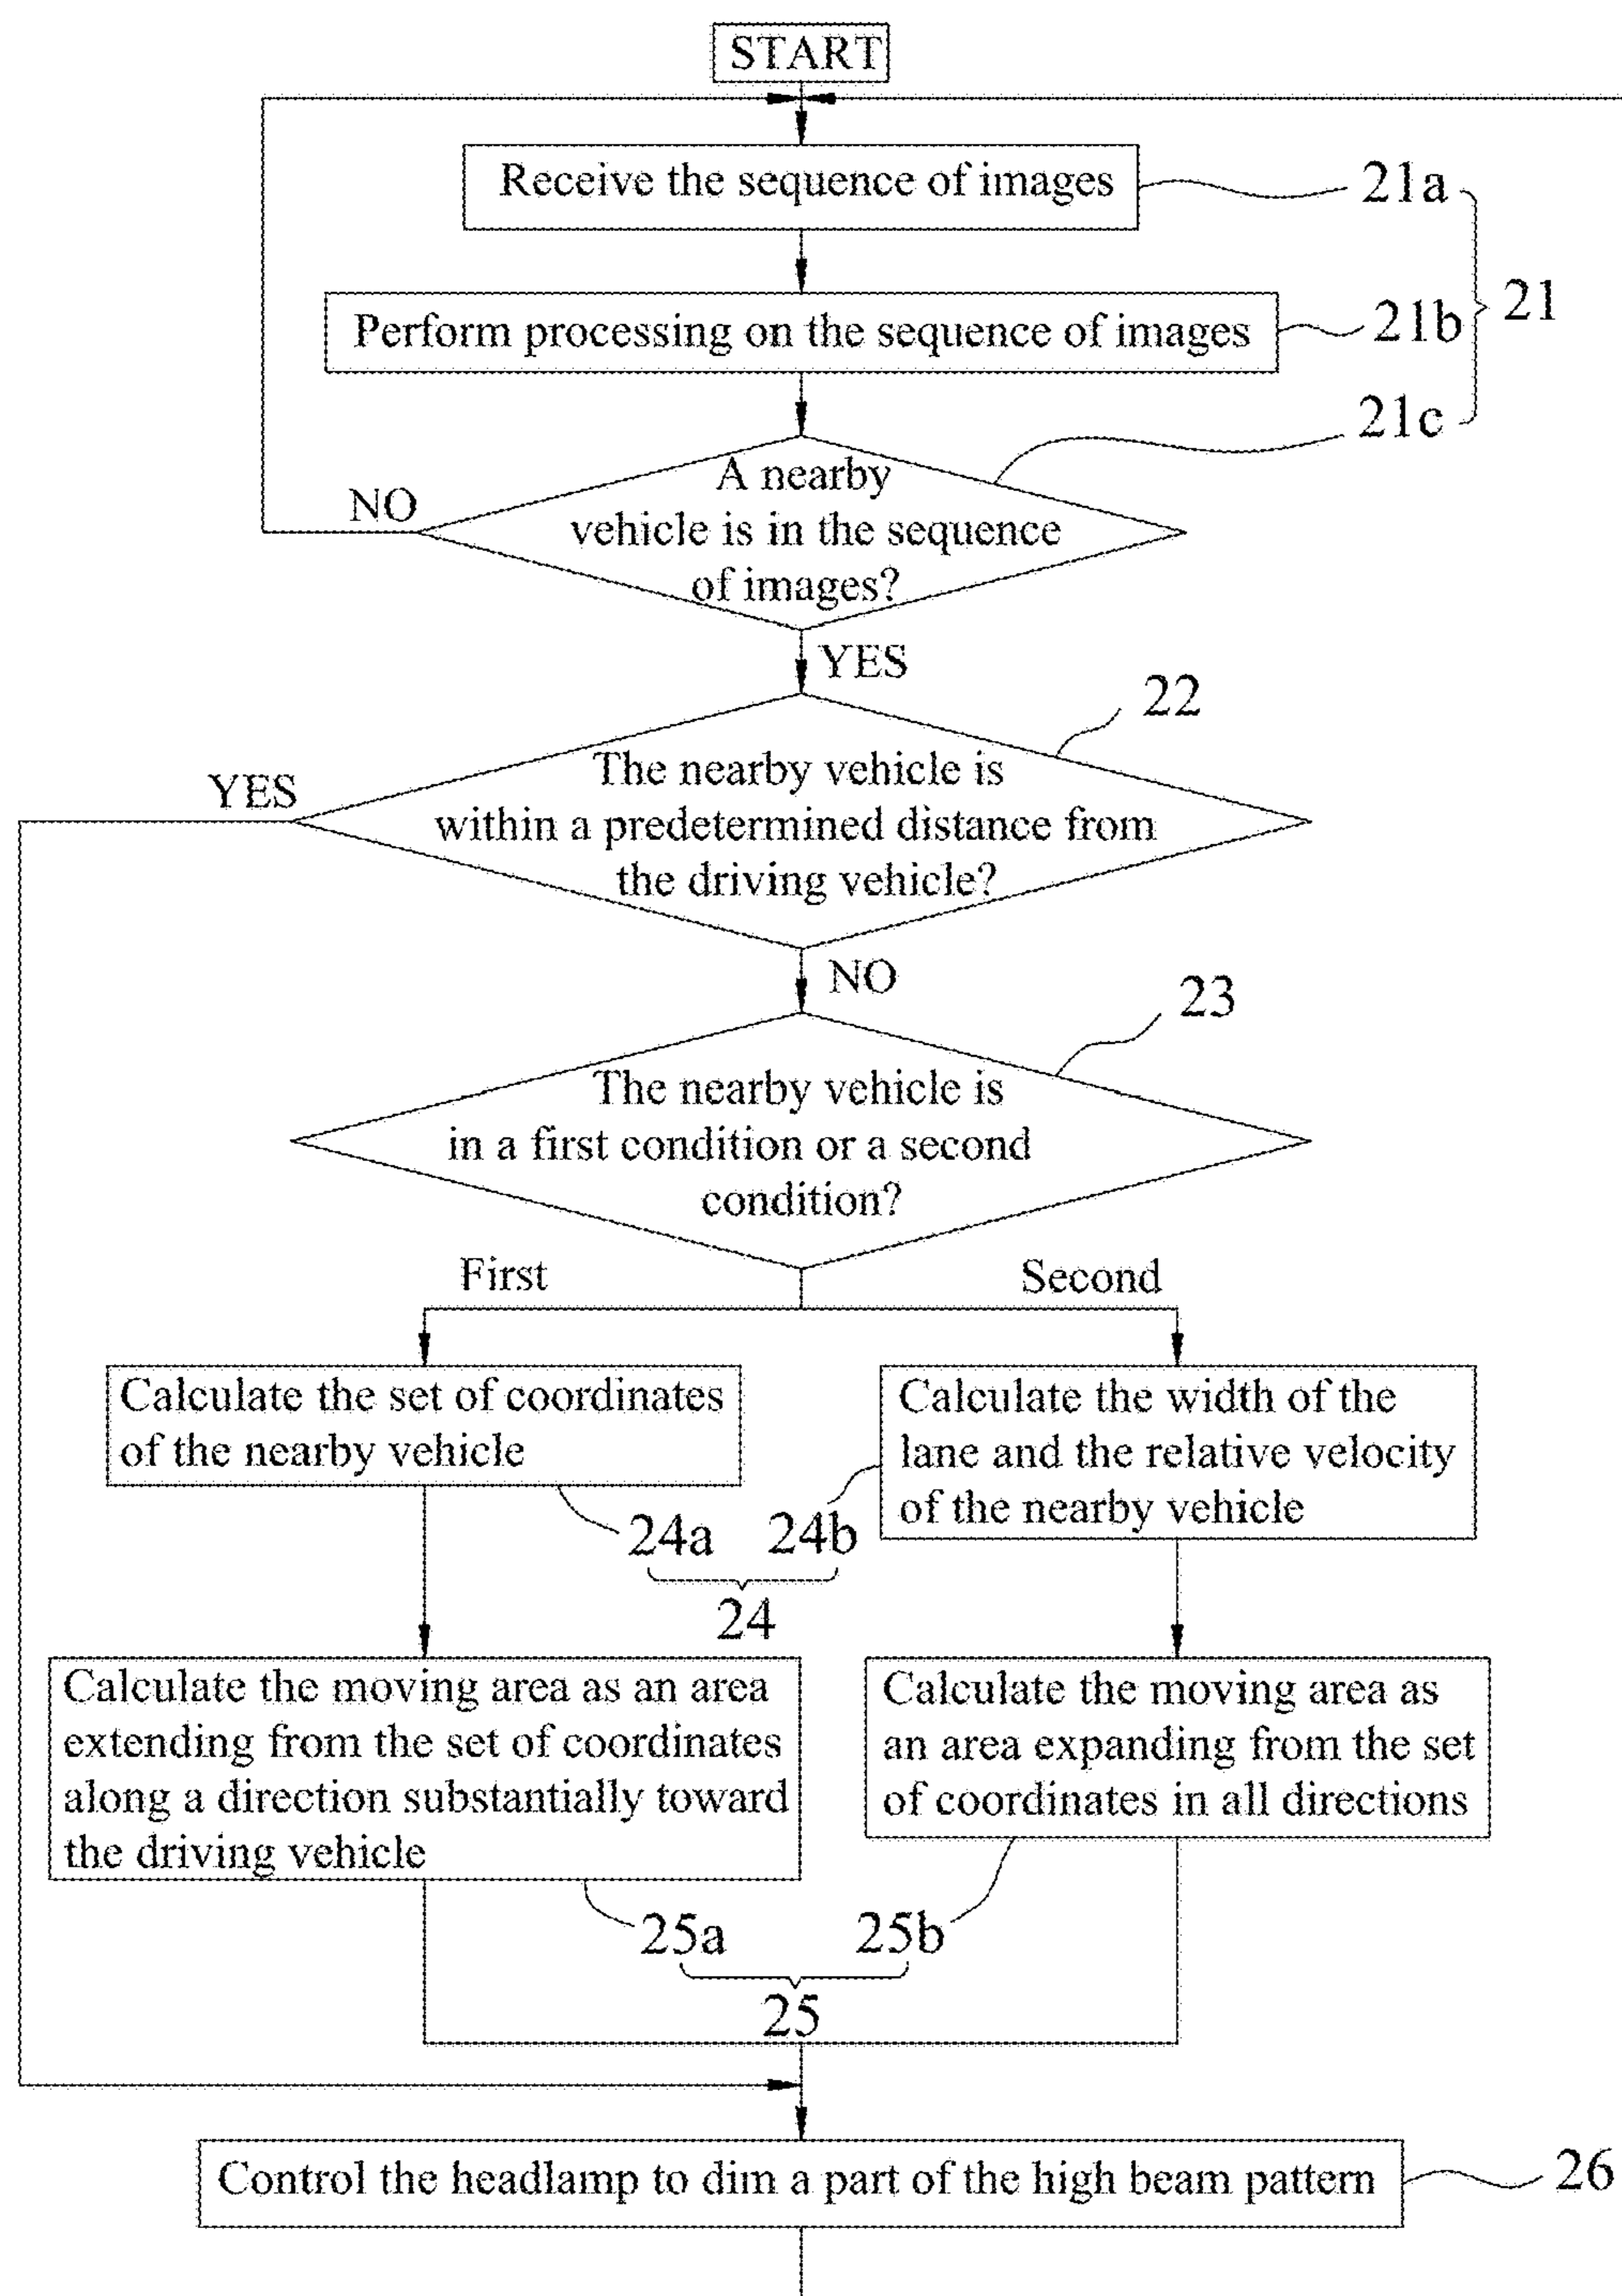 START
Receive the sequence of images
21a
Perform processing on the sequence of images
21b
21
21c
A nearby
vehicle is in the sequence
of images?
NO
YES
22
The nearby vehicle is
within a predetermined distance from
the driving vehicle?
YES
NO
23
The nearby vehicle is
in a first condition or a second
condition?
First
Second
Calculate the set of coordinates
of the nearby vehicle
Calculate the width of the
lane and the relative velocity
of the nearby vehicle
24a
24b
24
Calculate the moving area as an area
extending from the set of coordinates
along a direction substantially toward
the driving vehicle
Calculate the moving area as
an area expanding from the set
of coordinates in all directions
25a
25b
25
Control the headlamp to dim a part of the high beam pattern
26